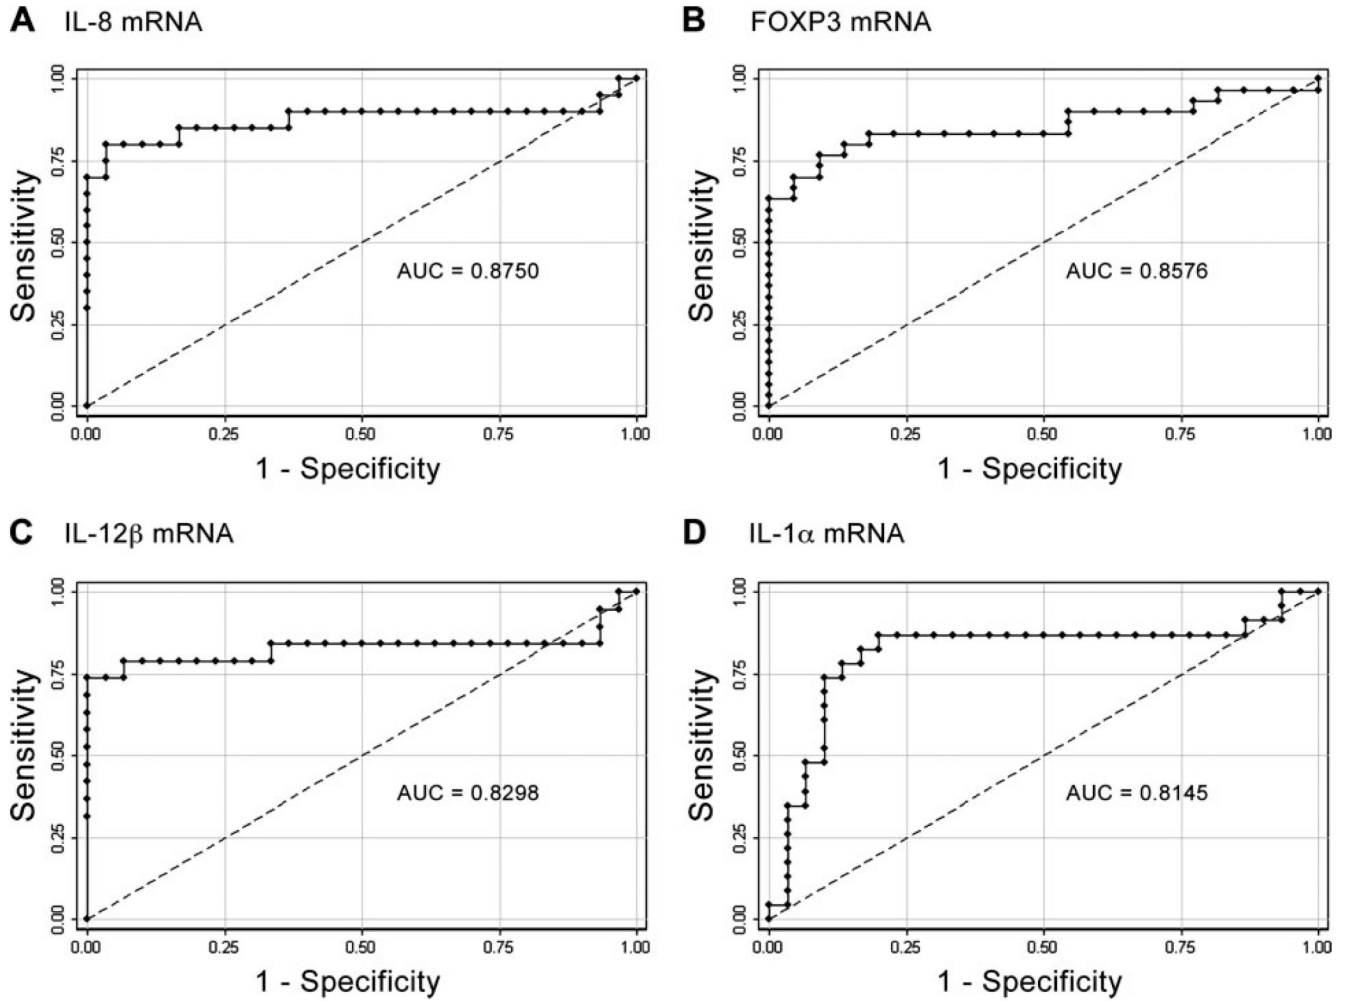 A IL-8 mRNA
Sensitivity
1.00
0.75
0.50
0.25
0.00
AUC = 0.8750
0.00 0.25 0.50 0.75 1.00
1 - Specificity
B FOXP3 mRNA
Sensitivity
1.00
0.75
0.50
0.25
0.00
AUC = 0.8576
0.00 0.25 0.50 0.75 1.00
1 - Specificity
C IL-12β mRNA
Sensitivity
1.00
0.75
0.50
0.25
0.00
AUC = 0.8298
0.00 0.25 0.50 0.75 1.00
1 - Specificity
D IL-1α mRNA
Sensitivity
1.00
0.75
0.50
0.25
0.00
AUC = 0.8145
0.00 0.25 0.50 0.75 1.00
1 - Specificity